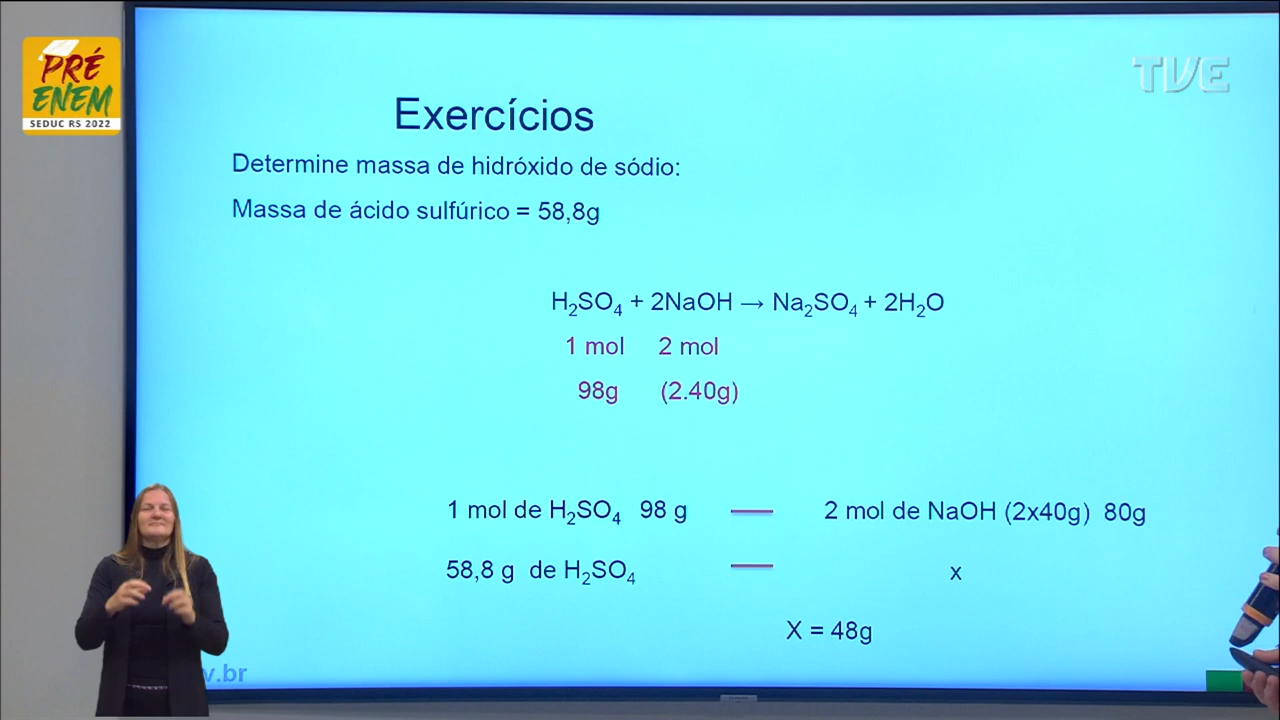 PRÉ
ENEM
SEDUC RS 2022
TVE
Exercícios
Determine massa de hidróxido de sódio:
Massa de ácido sulfúrico = 58,8g
H₂SO₄ + 2NaOH → Na₂SO₄ + 2H₂O
1 mol 2 mol
98g (2.40g)
1 mol de H₂SO₄ 98 g — 2 mol de NaOH (2x40g) 80g
58,8 g de H₂SO₄ — x
X = 48g
v.br